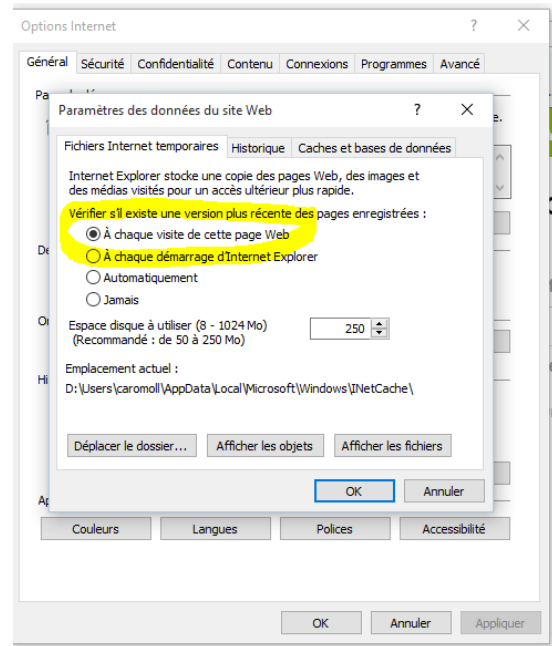 Options Internet ? ✕
Général Sécurité Confidentialité Contenu Connexions Programmes Avancé
Paramètres des données du site Web ? ✕
Fichiers Internet temporaires Historique Caches et bases de données
Internet Explorer stocke une copie des pages Web, des images et
des médias visités pour un accès ultérieur plus rapide.
Vérifier s'il existe une version plus récente des pages enregistrées :
À chaque visite de cette page Web
À chaque démarrage d'Internet Explorer
Automatiquement
Jamais
Espace disque à utiliser (8 - 1024 Mo) 250
(Recommandé : de 50 à 250 Mo)
Emplacement actuel :
D:\Users\caromoll\AppData\Local\Microsoft\Windows\INetCache\
Déplacer le dossier... Afficher les objets Afficher les fichiers
OK Annuler
Couleurs Langues Polices Accessibilité
OK Annuler Appliquer